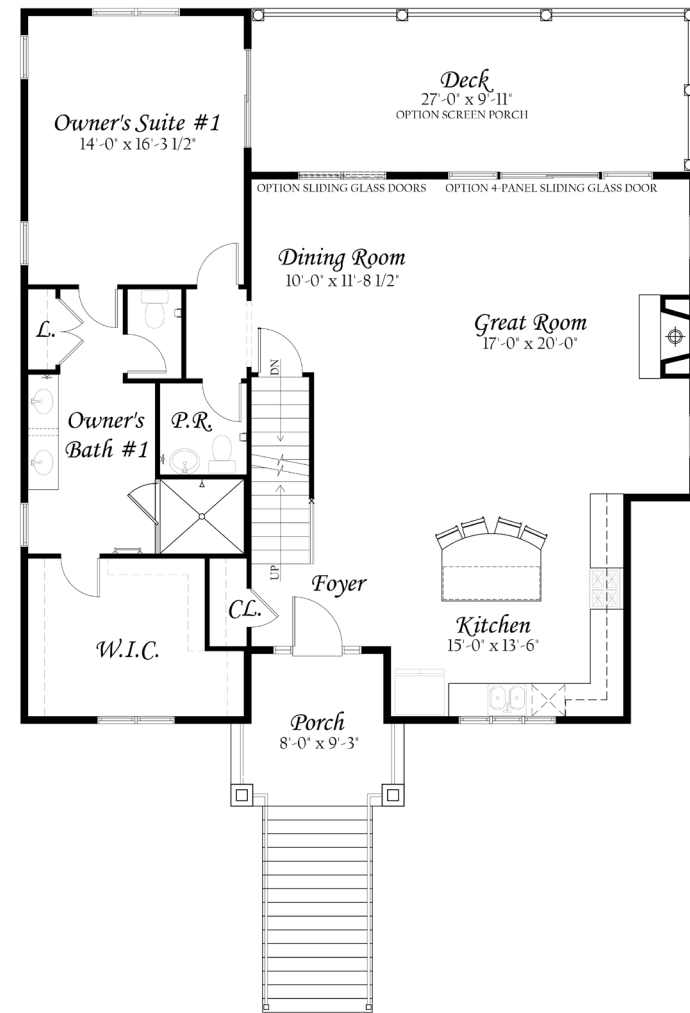 Deck
27'-0" x 9'-11"
OPTION SCREEN PORCH
Owner's Suite #1
14'-0" x 16'-3 1/2"
OPTION SLIDING GLASS DOORS
OPTION 4-PANEL SLIDING GLASS DOOR
Dining Room
10'-0" x 11'-8 1/2"
Great Room
17'-0" x 20'-0"
L.
DN
P.R.
Owner's
Bath #1
UP
Foyer
CL.
Kitchen
15'-0" x 13'-6"
W.I.C.
Porch
8'-0" x 9'-3"